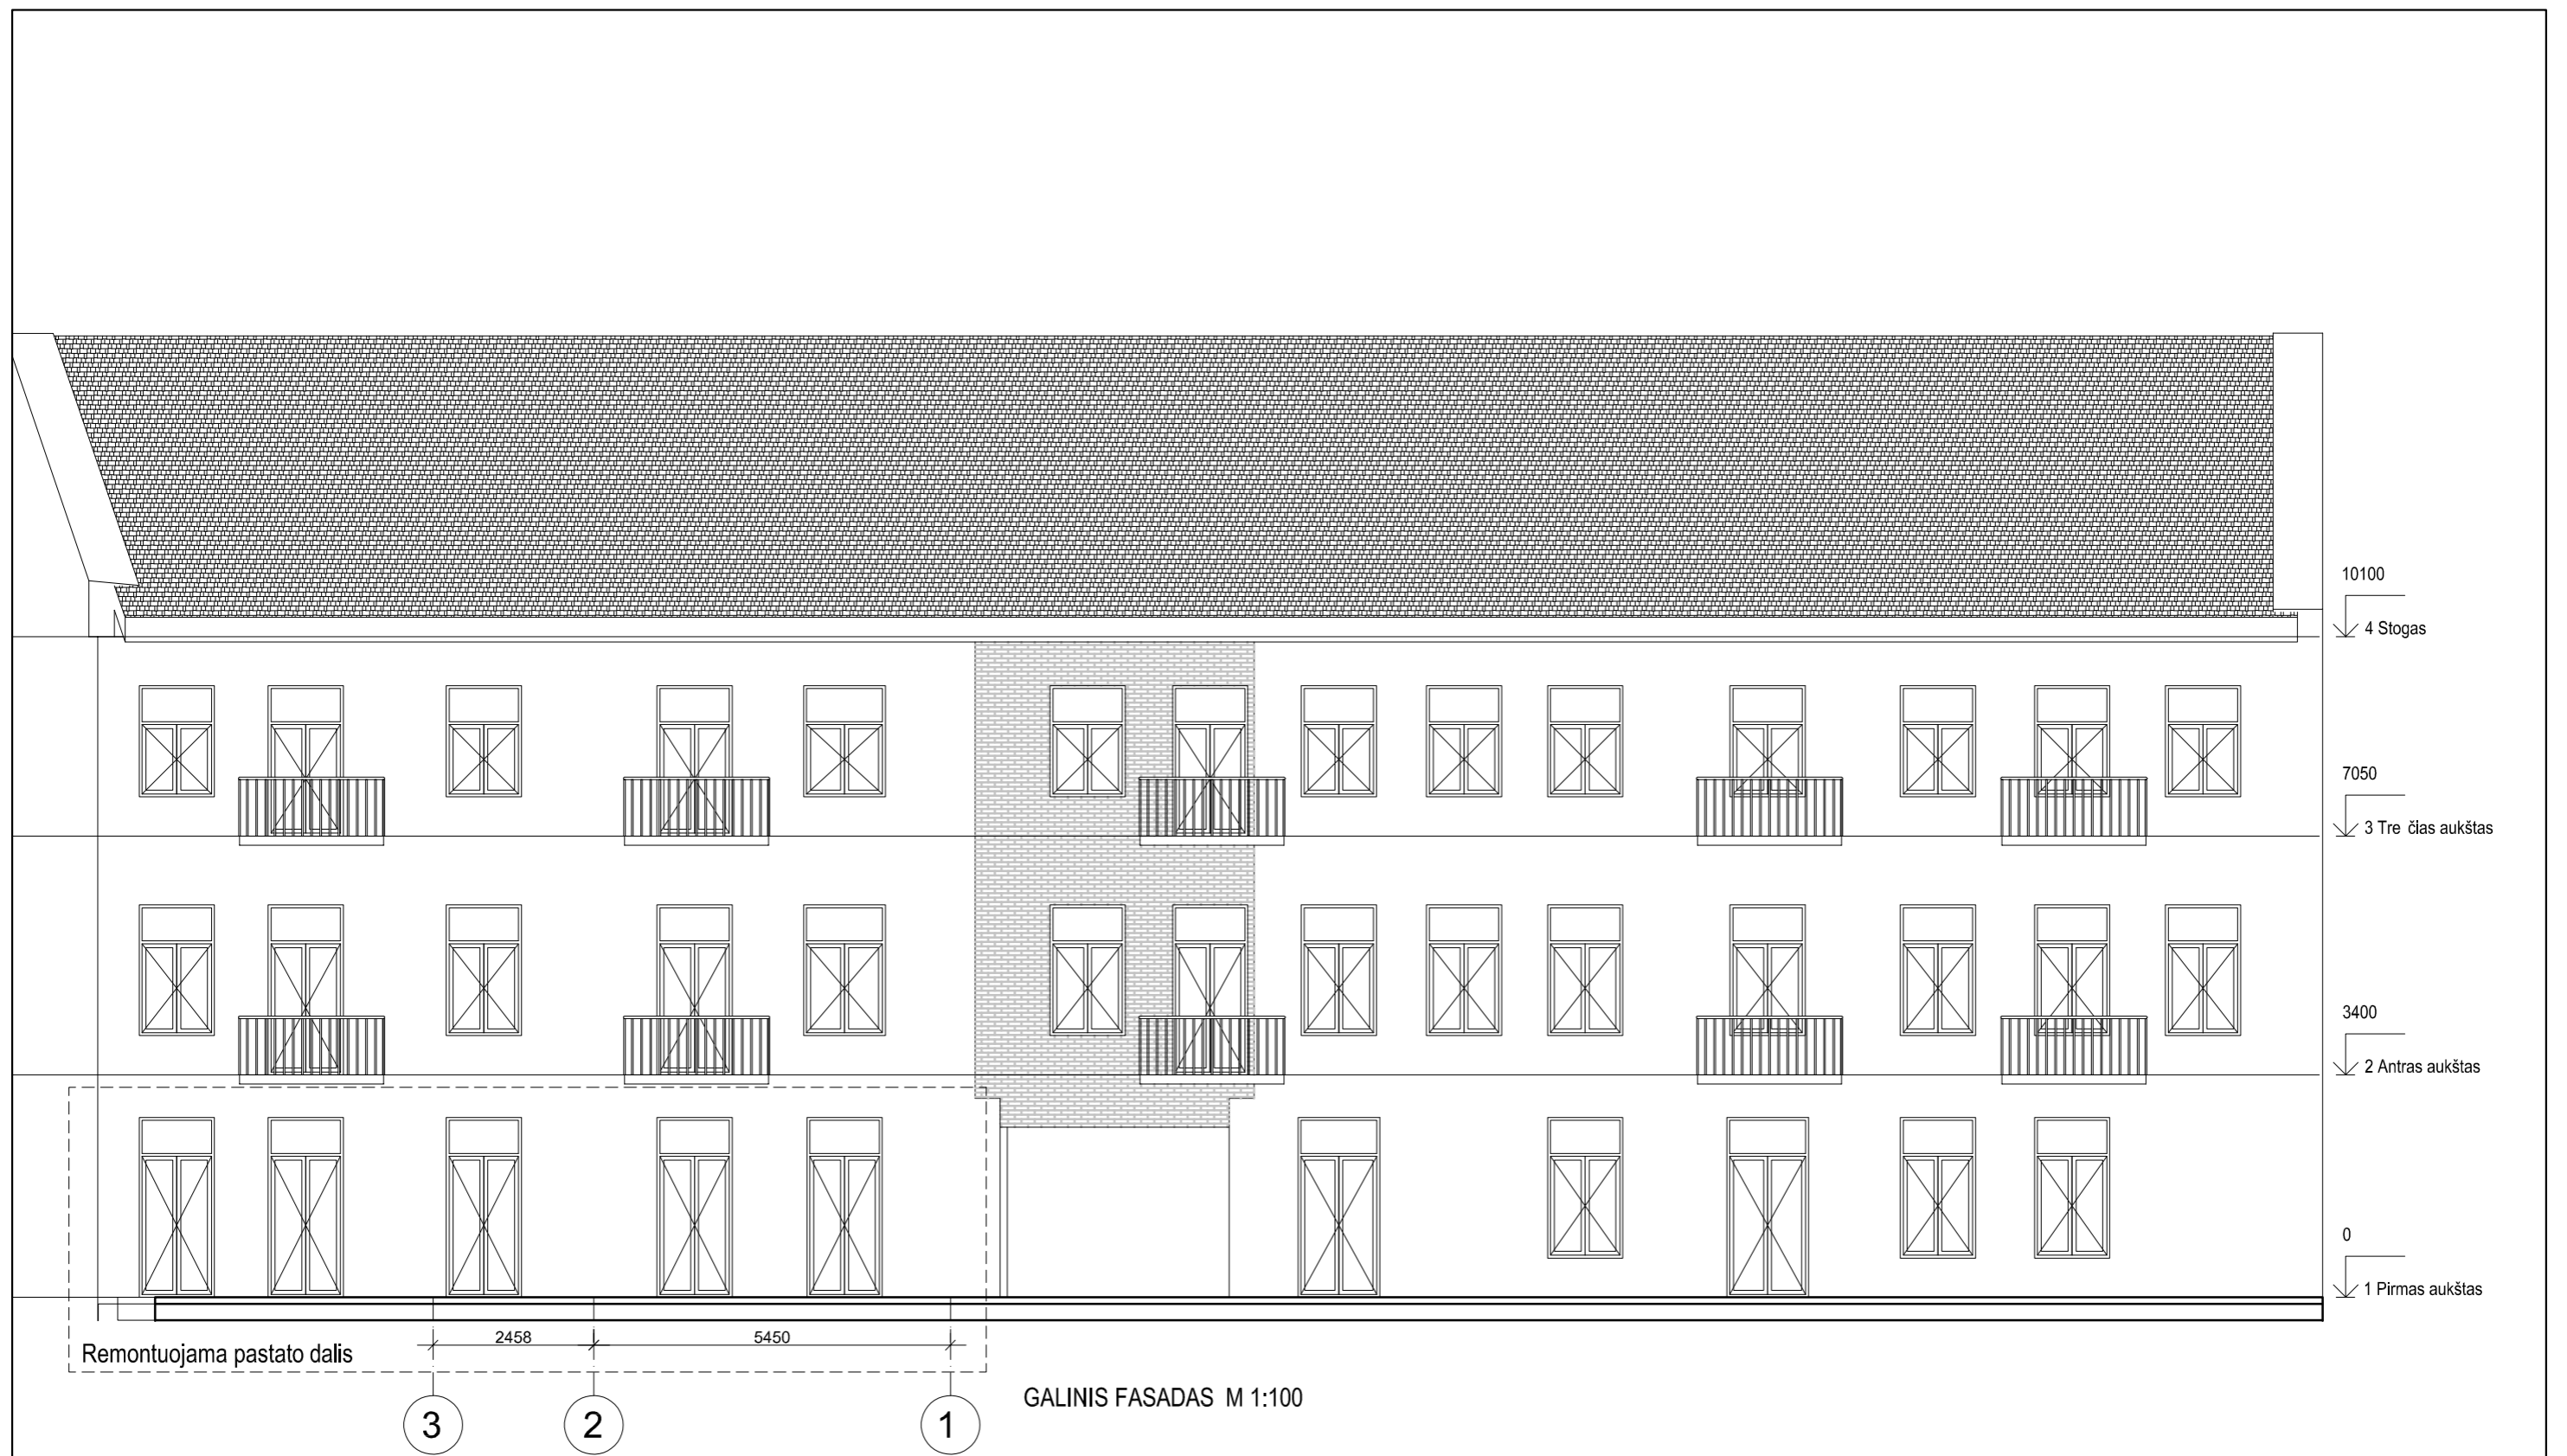 10100
4 Stogas
7050
3 Tre čias aukštas
3400
2 Antras aukštas
0
1 Pirmas aukštas
2458 5450
Remontuojama pastato dalis
GALINIS FASADAS M 1:100
3 2 1